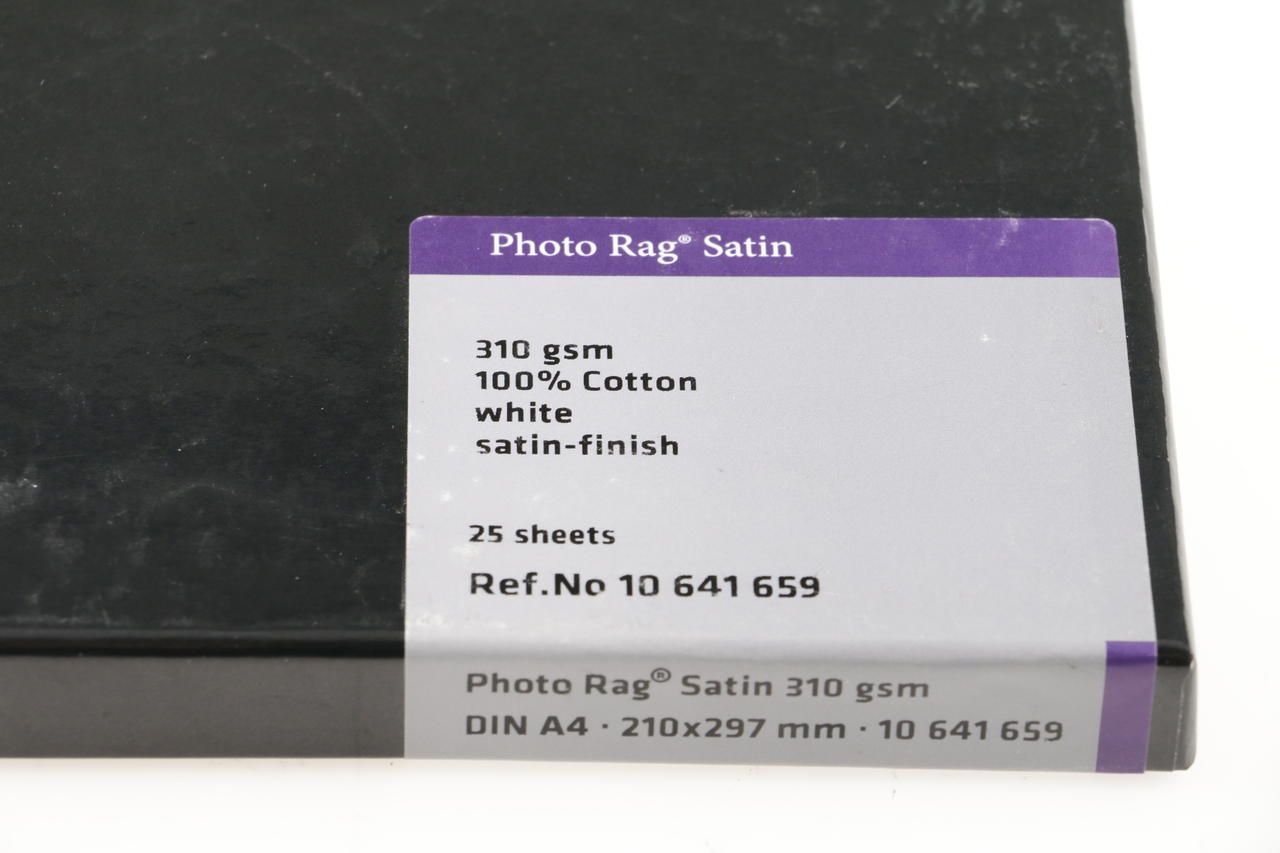 Photo Rag® Satin
310 gsm
100% Cotton
white
satin-finish
25 sheets
Ref.No 10 641 659
Photo Rag® Satin 310 gsm
DIN A4 · 210x297 mm · 10 641 659